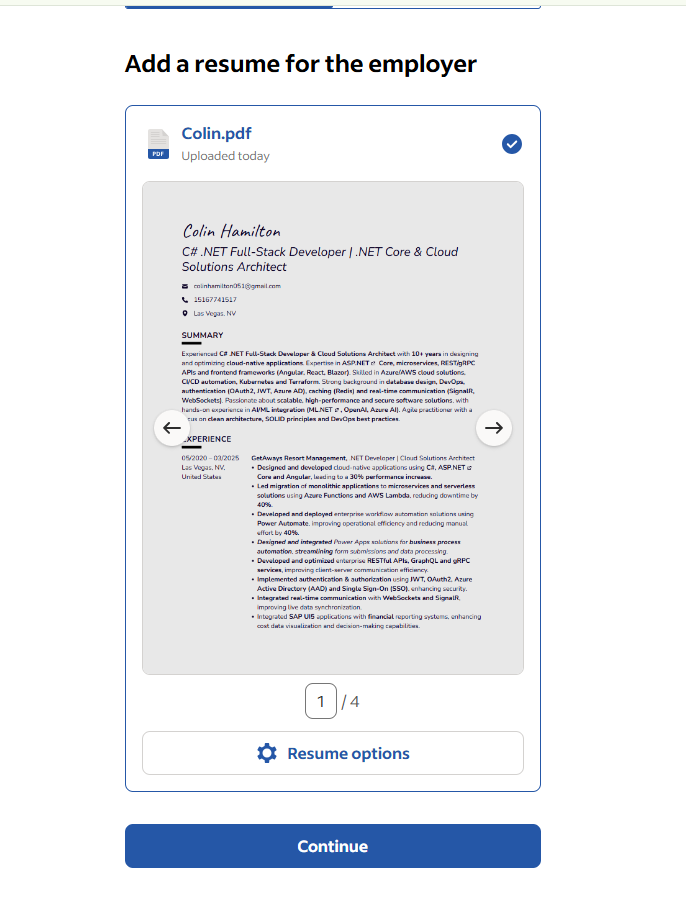 Add a resume for the employer
Colin.pdf
PDF
Uploaded today
Colin Hamilton
C# .NET Full-Stack Developer | .NET Core & Cloud
Solutions Architect
colinhamilton051@gmail.com
15167741517
Las Vegas, NV
SUMMARY
Experienced C# .NET Full-Stack Developer & Cloud Solutions Architect with 10+ years in designing
and optimizing cloud-native applications. Expertise in ASP.NET Core, microservices, REST/gRPC
APIs and frontend frameworks (Angular, React, Blazor). Skilled in Azure/AWS cloud solutions,
CI/CD automation, Kubernetes and Terraform. Strong background in database design, DevOps,
authentication (OAuth2, JWT, Azure AD), caching (Redis) and real-time communication (SignalR,
WebSockets). Passionate about scalable, high-performance and secure software solutions, with
hands-on experience in AI/ML integration (ML.NET, OpenAI, Azure AI). Agile practitioner with a
cus on clean architecture, SOLID principles and DevOps best practices.
XPERIENCE
05/2020 – 03/2025
Las Vegas, NV,
United States
GetAways Resort Management, .NET Developer | Cloud Solutions Architect
• Designed and developed cloud-native applications using C#, ASP.NET
Core and Angular, leading to a 30% performance increase.
• Led migration of monolithic applications to microservices and serverless
solutions using Azure Functions and AWS Lambda, reducing downtime by
40%.
• Developed and deployed enterprise workflow automation solutions using
Power Automate, improving operational efficiency and reducing manual
effort by 40%.
• Designed and integrated Power Apps solutions for business process
automation, streamlining form submissions and data processing.
• Developed and optimized enterprise RESTful APIs, GraphQL and gRPC
services, improving client-server communication efficiency.
• Implemented authentication & authorization using JWT, OAuth2, Azure
Active Directory (AAD) and Single Sign-On (SSO), enhancing security.
• Integrated real-time communication with WebSockets and SignalR,
improving live data synchronization.
• Integrated SAP UI5 applications with financial reporting systems, enhancing
cost data visualization and decision-making capabilities.
1 / 4
Resume options
Continue